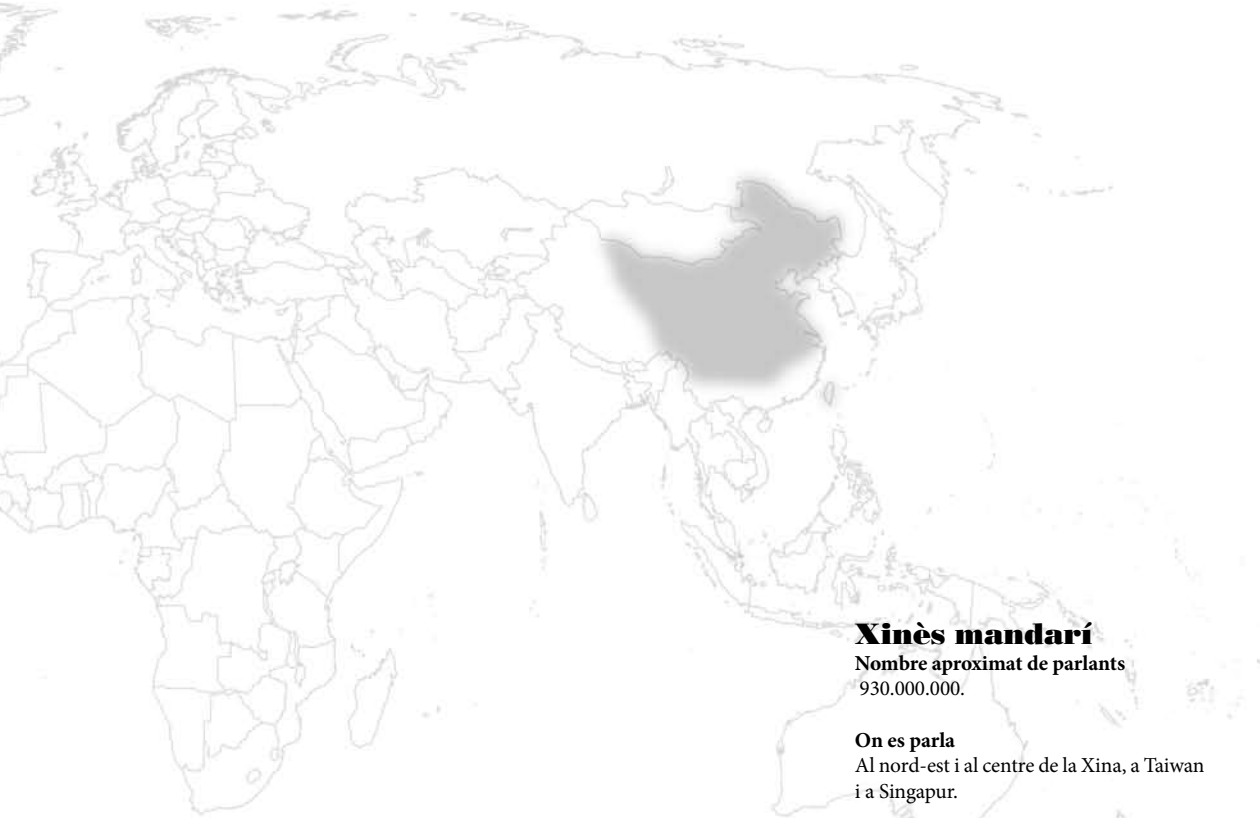 Xinès mandarí
Nombre aproximat de parlants
930.000.000.
On es parla
Al nord-est i al centre de la Xina, a Taiwan
i a Singapur.